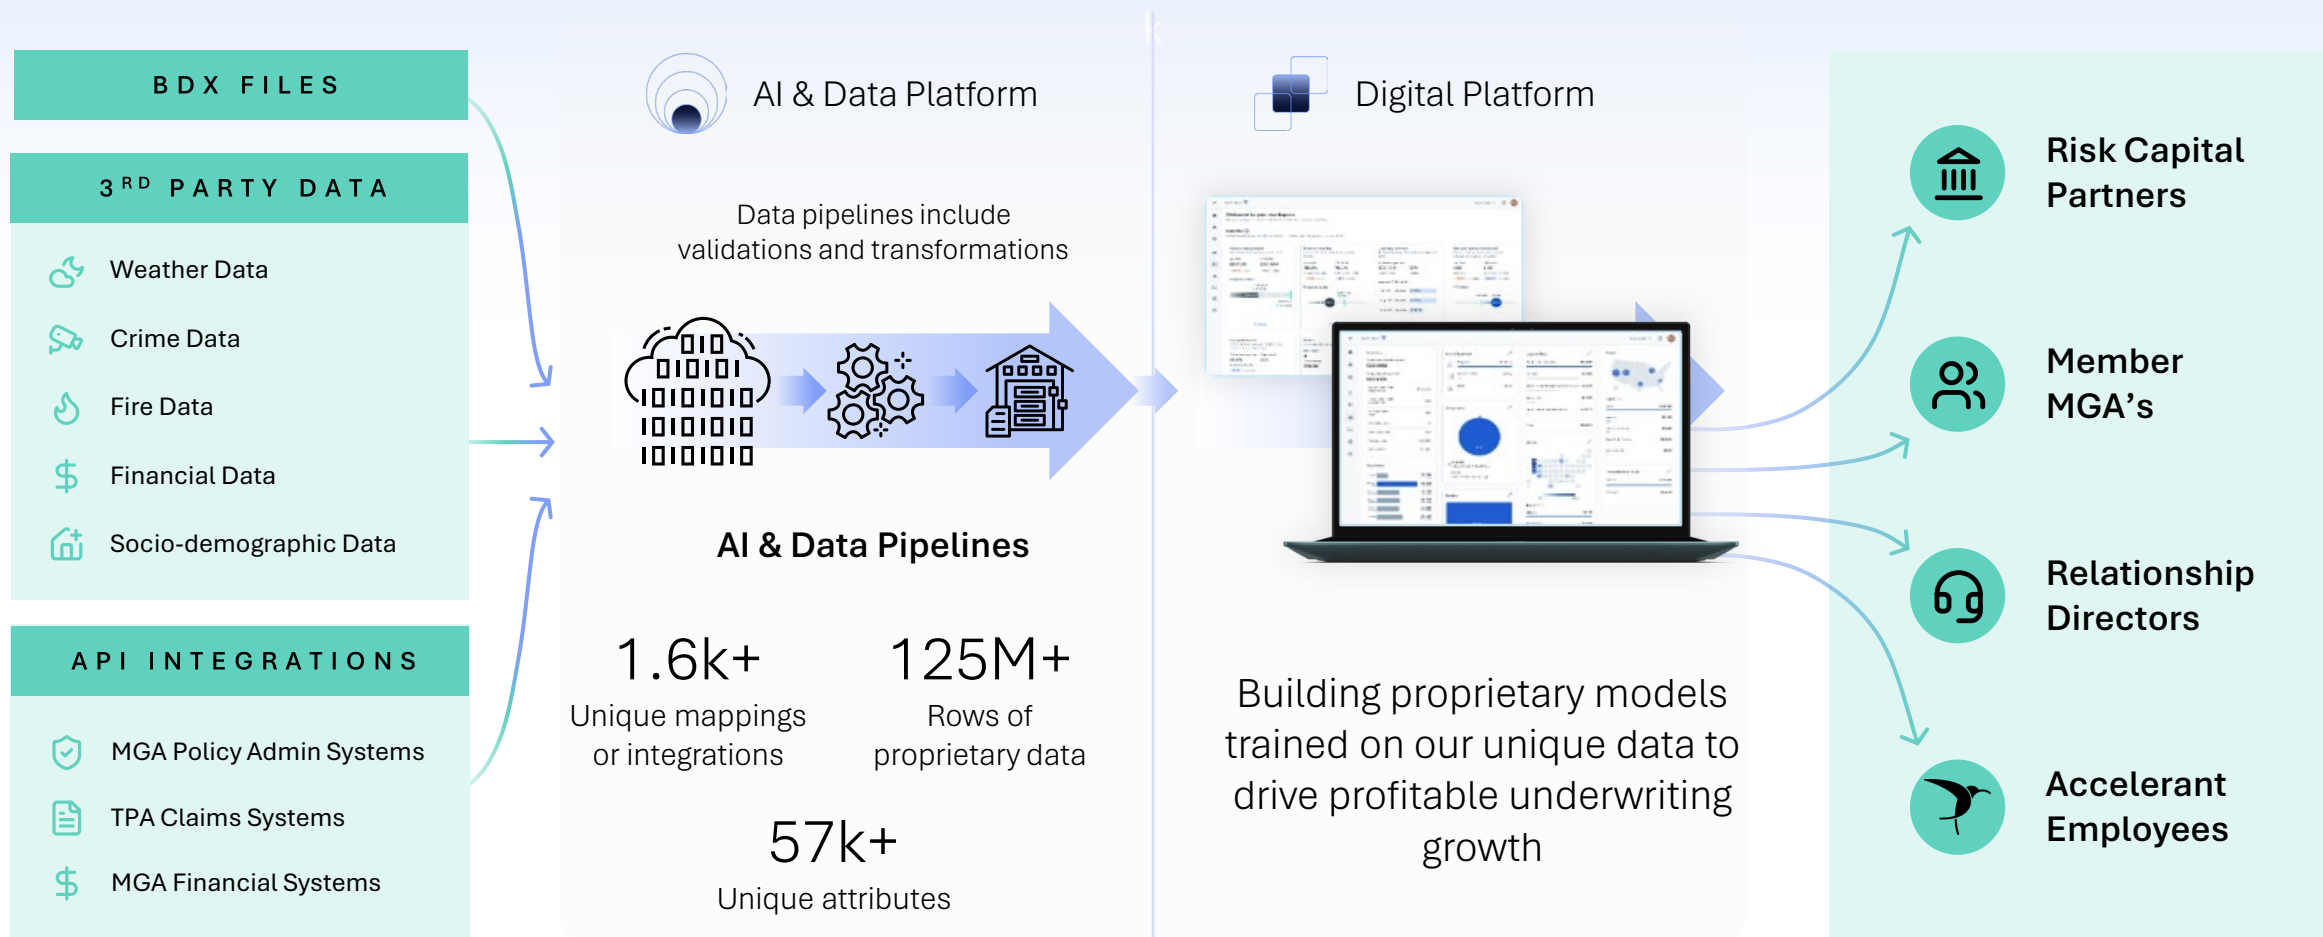 BDX FILES
3RD PARTY DATA
Weather Data
Crime Data
Fire Data
Financial Data
Socio-demographic Data
API INTEGRATIONS
MGA Policy Admin Systems
TPA Claims Systems
MGA Financial Systems
AI & Data Platform
Data pipelines include
validations and transformations
AI & Data Pipelines
1.6k+
Unique mappings
or integrations
125M+
Rows of
proprietary data
57k+
Unique attributes
k
Digital Platform
Building proprietary models
trained on our unique data to
drive profitable underwriting
growth
Risk Capital
Partners
Member
MGA’s
Relationship
Directors
Accelerant
Employees